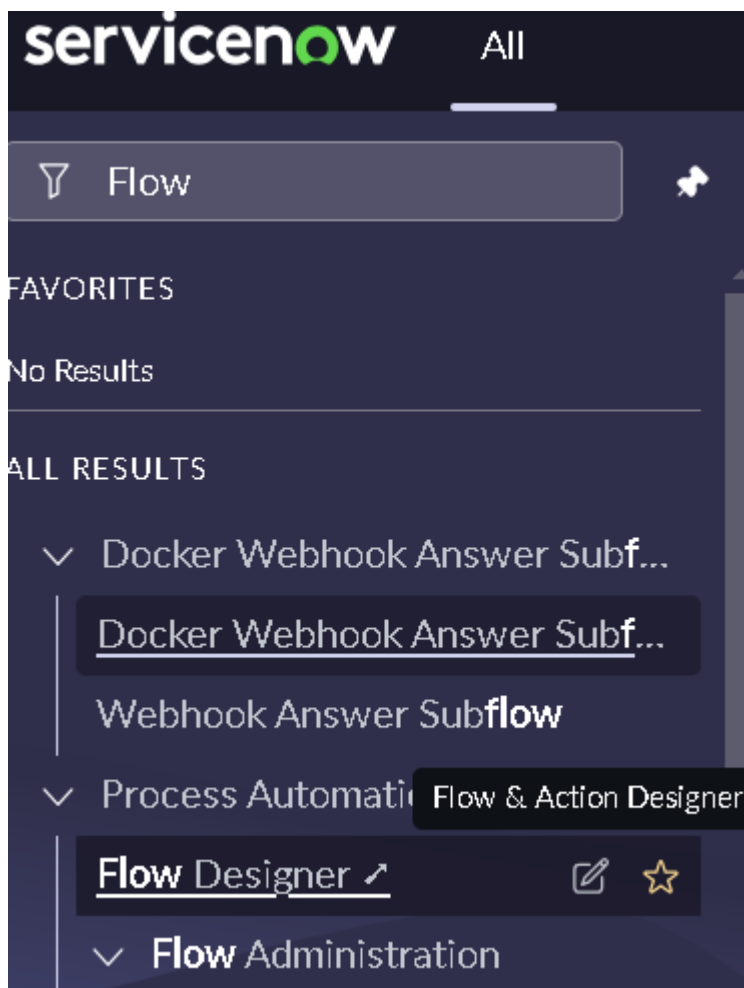 servicenow All
Flow
FAVORITES
No Results
ALL RESULTS
Docker Webhook Answer Subf...
Docker Webhook Answer Subf...
Webhook Answer Subflow
Process Automati
Flow & Action Designer
Flow Designer ↗
Flow Administration